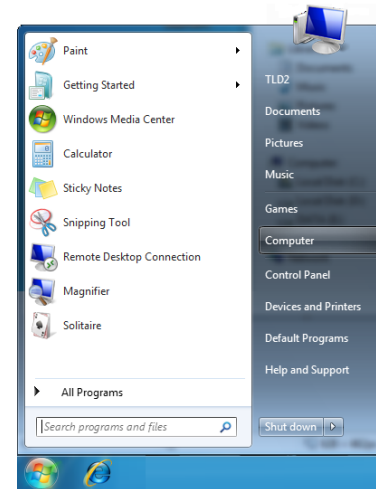 Paint
Getting Started
Windows Media Center
Calculator
Sticky Notes
Snipping Tool
Remote Desktop Connection
Magnifier
Solitaire
All Programs
Search programs and files
TLD2
Documents
Pictures
Music
Games
Computer
Control Panel
Devices and Printers
Default Programs
Help and Support
Shut down